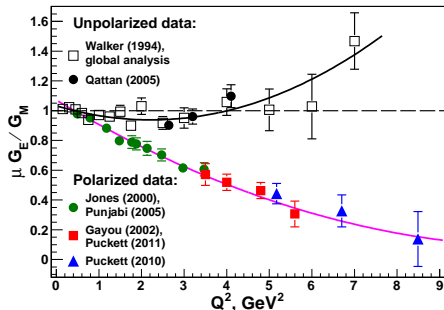 Unpolarized data:
Walker (1994),
global analysis
Qattan (2005)
Polarized data:
Jones (2000),
Punjabi (2005)
Gayou (2002),
Puckett (2011)
Puckett (2010)
μ G_E / G_M
1.6
1.4
1.2
1
0.8
0.6
0.4
0.2
0
0 1 2 3 4 5 6 7 8 9
Q², GeV²